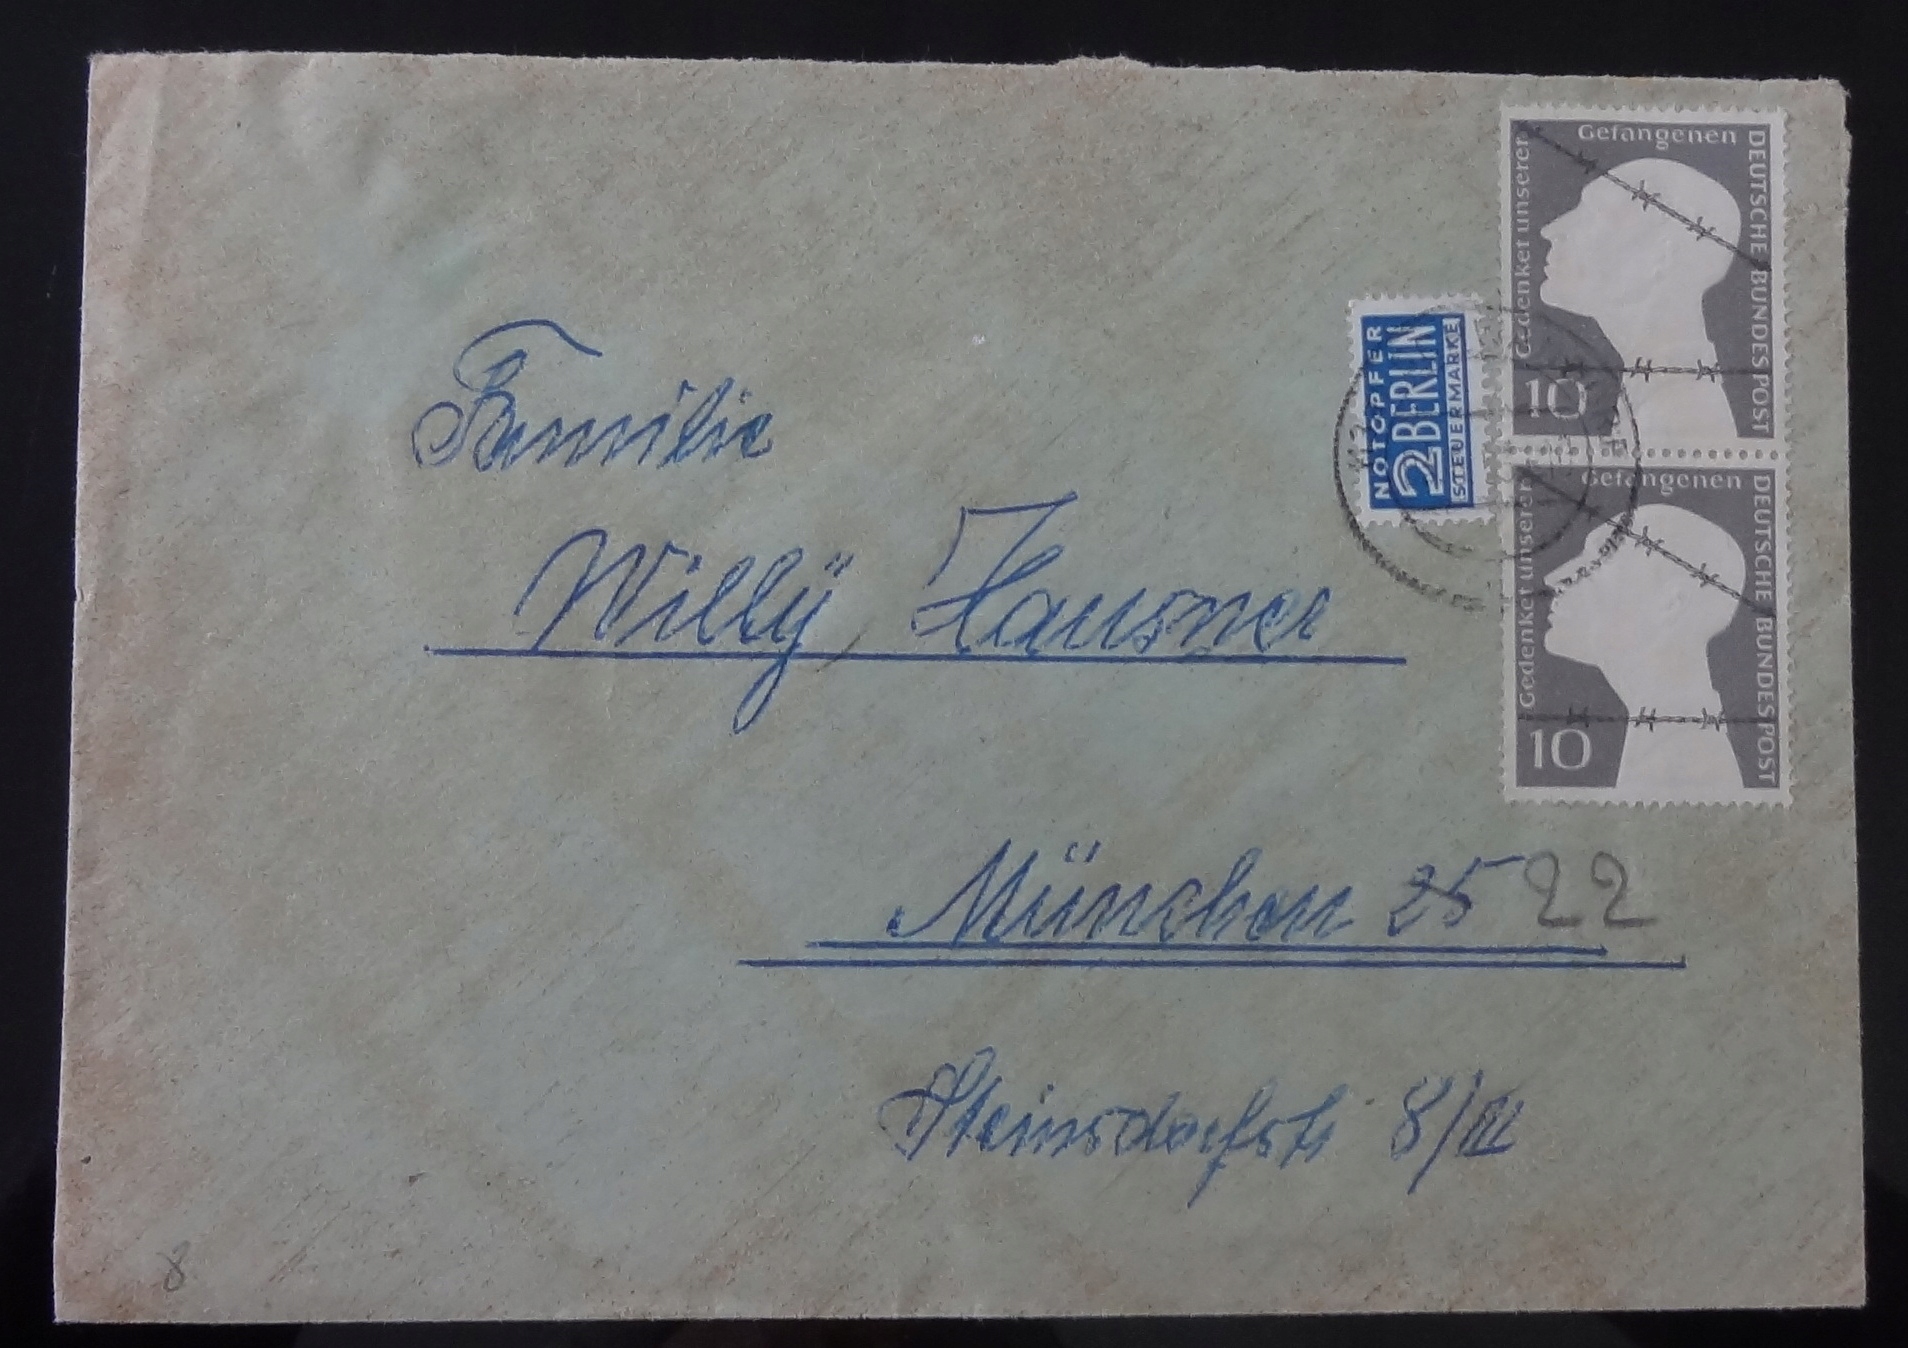 Gedenket unserer Gefangenen
DEUTSCHE BUNDESPOST
10
NOTOPFER
2 BERLIN
STEUERMARKE
Gedenket unserer Gefangenen
DEUTSCHE BUNDESPOST
10
Familie
Willÿ Hausner
München 25 22
Steinsdorfstr 8/III
8